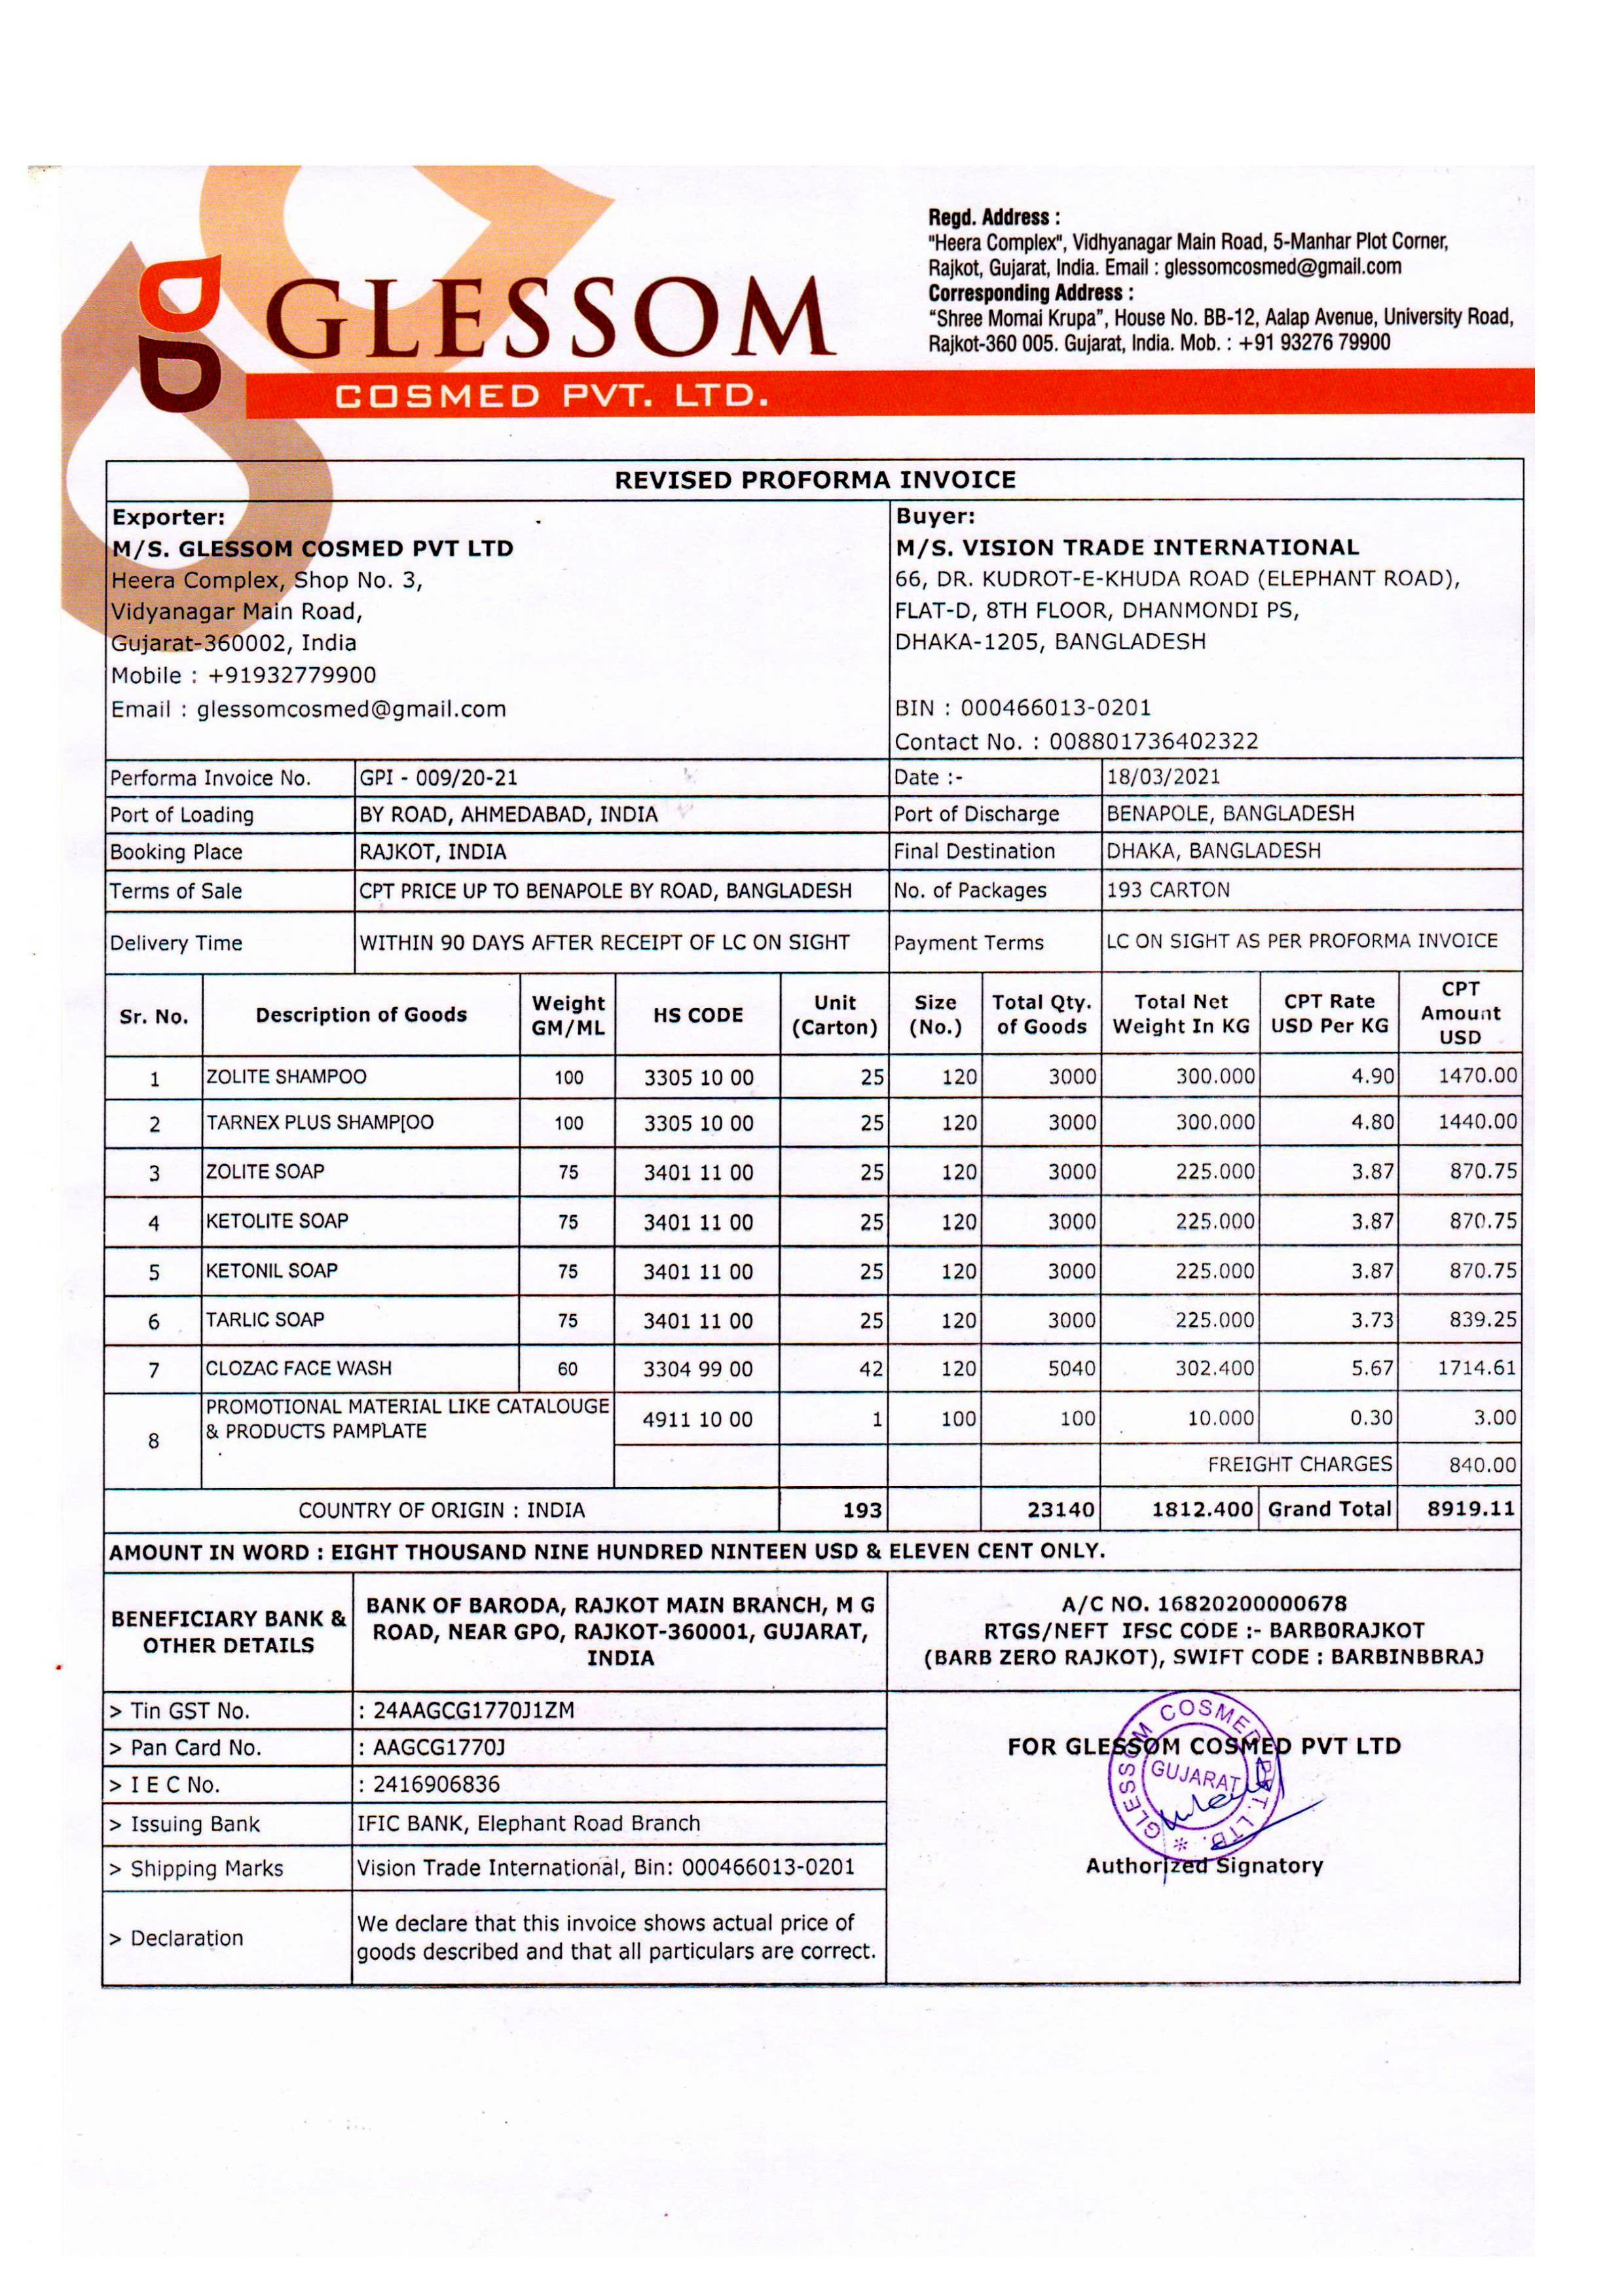 Regd. Address :
"Heera Complex", Vidhyanagar Main Road, 5-Manhar Plot Corner,
Rajkot, Gujarat, India. Email : glessomcosmed@gmail.com
Corresponding Address :
“Shree Momai Krupa”, House No. BB-12, Aalap Avenue, University Road,
Rajkot-360 005. Gujarat, India. Mob. : +91 93276 79900
GLESSOM
COSMED PVT. LTD.
REVISED PROFORMA INVOICE
Exporter:
M/S. GLESSOM COSMED PVT LTD
Heera Complex, Shop No. 3,
Vidyanagar Main Road,
Gujarat-360002, India
Mobile : +91932779900
Email : glessomcosmed@gmail.com
Buyer:
M/S. VISION TRADE INTERNATIONAL
66, DR. KUDROT-E-KHUDA ROAD (ELEPHANT ROAD),
FLAT-D, 8TH FLOOR, DHANMONDI PS,
DHAKA-1205, BANGLADESH
BIN : 000466013-0201
Contact No. : 008801736402322
Performa Invoice No. GPI - 009/20-21 Date :- 18/03/2021
Port of Loading BY ROAD, AHMEDABAD, INDIA Port of Discharge BENAPOLE, BANGLADESH
Booking Place RAJKOT, INDIA Final Destination DHAKA, BANGLADESH
Terms of Sale CPT PRICE UP TO BENAPOLE BY ROAD, BANGLADESH No. of Packages 193 CARTON
Delivery Time WITHIN 90 DAYS AFTER RECEIPT OF LC ON SIGHT Payment Terms LC ON SIGHT AS PER PROFORMA INVOICE
Sr. No. Description of Goods Weight GM/ML HS CODE Unit (Carton) Size (No.) Total Qty. of Goods Total Net Weight In KG CPT Rate USD Per KG CPT Amount USD
1 ZOLITE SHAMPOO 100 3305 10 00 25 120 3000 300.000 4.90 1470.00
2 TARNEX PLUS SHAMP[OO 100 3305 10 00 25 120 3000 300.000 4.80 1440.00
3 ZOLITE SOAP 75 3401 11 00 25 120 3000 225.000 3.87 870.75
4 KETOLITE SOAP 75 3401 11 00 25 120 3000 225.000 3.87 870.75
5 KETONIL SOAP 75 3401 11 00 25 120 3000 225.000 3.87 870.75
6 TARLIC SOAP 75 3401 11 00 25 120 3000 225.000 3.73 839.25
7 CLOZAC FACE WASH 60 3304 99 00 42 120 5040 302.400 5.67 1714.61
8 PROMOTIONAL MATERIAL LIKE CATALOUGE & PRODUCTS PAMPLATE 4911 10 00 1 100 100 10.000 0.30 3.00
FREIGHT CHARGES 840.00
COUNTRY OF ORIGIN : INDIA 193 23140 1812.400 Grand Total 8919.11
AMOUNT IN WORD : EIGHT THOUSAND NINE HUNDRED NINTEEN USD & ELEVEN CENT ONLY.
BENEFICIARY BANK &
OTHER DETAILS
BANK OF BARODA, RAJKOT MAIN BRANCH, M G
ROAD, NEAR GPO, RAJKOT-360001, GUJARAT,
INDIA
A/C NO. 16820200000678
RTGS/NEFT IFSC CODE :- BARB0RAJKOT
(BARB ZERO RAJKOT), SWIFT CODE : BARBINBBRAJ
> Tin GST No. : 24AAGCG1770J1ZM
> Pan Card No. : AAGCG1770J
> I E C No. : 2416906836
> Issuing Bank IFIC BANK, Elephant Road Branch
> Shipping Marks Vision Trade International, Bin: 000466013-0201
> Declaration We declare that this invoice shows actual price of
goods described and that all particulars are correct.
FOR GLESSOM COSMED PVT LTD
GLESSOM COSMED PVT. LTD. *
GUJARAT
Authorized Signatory